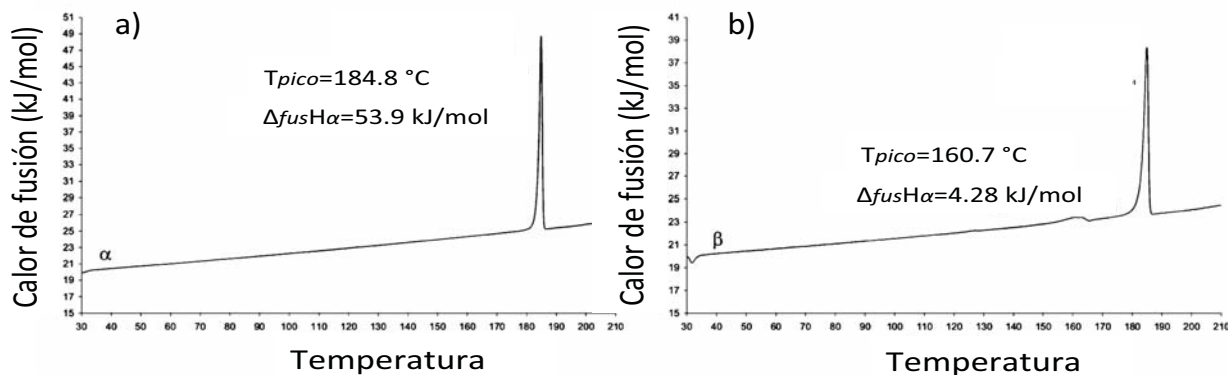 a)
Calor de fusión (kJ/mol)
51
49
47
45
43
41
39
37
35
33
31
29
27
25
23
21
19
17
15
Tpico=184.8 °C
ΔfusHα=53.9 kJ/mol
α
30 40 50 60 70 80 90 100 110 120 130 140 150 160 170 180 190 200 210
Temperatura
b)
Calor de fusión (kJ/mol)
41
39
37
35
33
31
29
27
25
23
21
19
17
15
Tpico=160.7 °C
ΔfusHα=4.28 kJ/mol
β
30 40 50 60 70 80 90 100 110 120 130 140 150 160 170 180 190 200 210
Temperatura